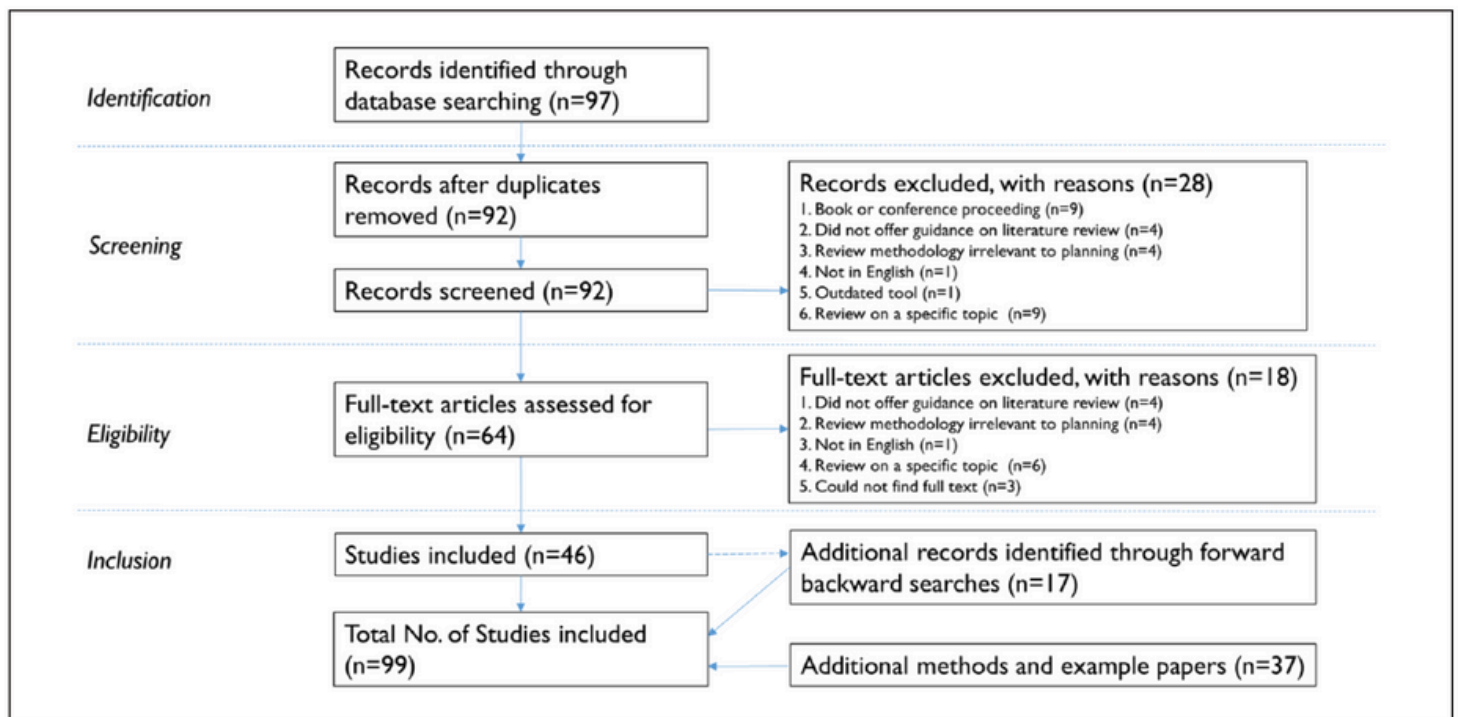 Identification
Records identified through
database searching (n=97)
Screening
Records after duplicates
removed (n=92)
Records screened (n=92)
Records excluded, with reasons (n=28)
1. Book or conference proceeding (n=9)
2. Did not offer guidance on literature review (n=4)
3. Review methodology irrelevant to planning (n=4)
4. Not in English (n=1)
5. Outdated tool (n=1)
6. Review on a specific topic (n=9)
Eligibility
Full-text articles assessed for
eligibility (n=64)
Full-text articles excluded, with reasons (n=18)
1. Did not offer guidance on literature review (n=4)
2. Review methodology irrelevant to planning (n=4)
3. Not in English (n=1)
4. Review on a specific topic (n=6)
5. Could not find full text (n=3)
Inclusion
Studies included (n=46)
Additional records identified through forward
backward searches (n=17)
Total No. of Studies included
(n=99)
Additional methods and example papers (n=37)